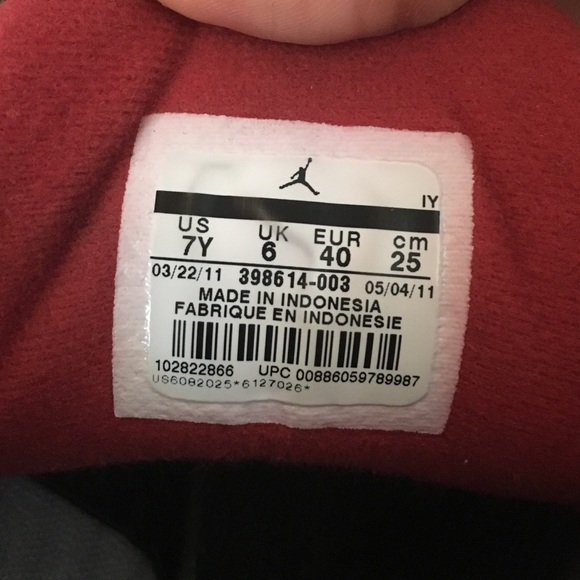 IY
US UK EUR cm
7Y 6 40 25
03/22/11 398614-003 05/04/11
MADE IN INDONESIA
FABRIQUE EN INDONESIE
102822866 UPC 00886059789987
US6082025*6127026*